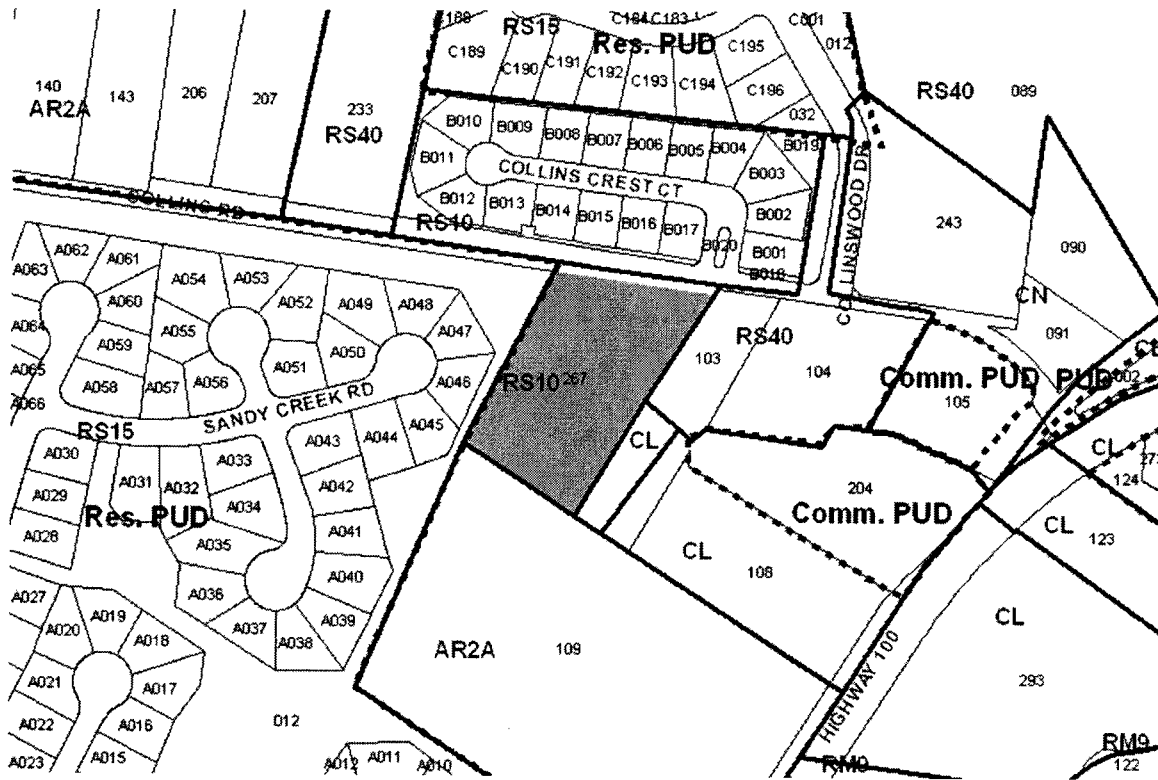 188
C184 C183
C001
RS15
Res. PUD
C195
012
C189
C190
C191
C192
C193
C194
C196
032
RS40
089
140
143
206
207
233
AR2A
RS40
B010
B009
B008
B007
B006
B005
B004
B019
B011
B003
COLLINS CREST CT
B012
B013
B014
B015
B016
B017
B002
B020
B001
B018
RS10
COLLINS RD
COLLINSWOOD DR
243
090
CN
091
A063
A062
A061
A054
A053
A052
A049
A048
A047
A064
A060
A059
A055
A051
A050
A046
A065
A058
A057
A056
A066
SANDY CREEK RD
RS15
RS10
267
103
RS40
104
Comm. PUD
PUD
CL
002
105
A045
A044
A043
A030
A031
A032
A033
A042
A029
A034
Res. PUD
A028
A035
A041
A040
A036
A037
A038
A039
CL
204
Comm. PUD
CL
108
CL
124
CL
123
A027
A019
A020
A018
A021
A017
A022
A016
A023
A015
012
A012
A011
A010
AR2A
109
HIGHWAY 100
CL
293
RM9
RM9
122